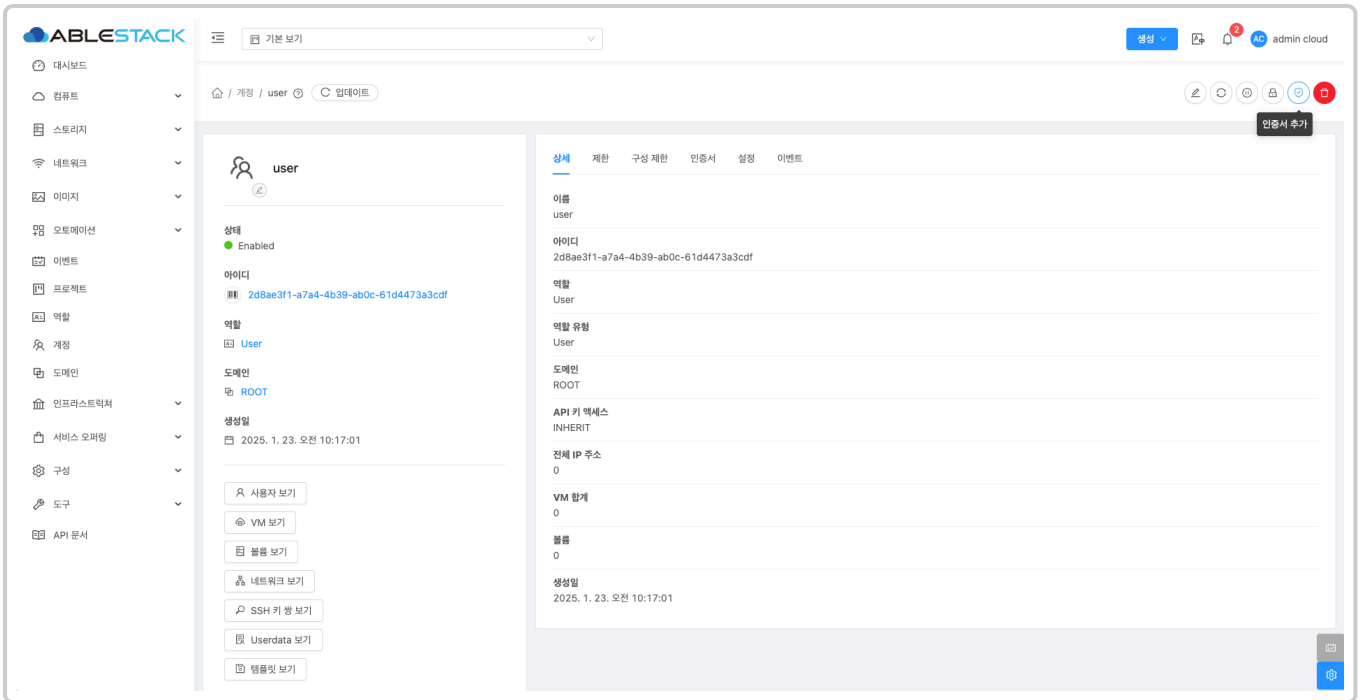 ABLESTACK
기본 보기
생성
2
AC
admin cloud
대시보드
컴퓨트
스토리지
네트워크
이미지
오토메이션
이벤트
프로젝트
역할
계정
도메인
인프라스트럭쳐
서비스 오퍼링
구성
도구
API 문서
/ 계정 / user
업데이트
인증서 추가
user
상태
Enabled
아이디
2d8ae3f1-a7a4-4b39-ab0c-61d4473a3cdf
역할
User
도메인
ROOT
생성일
2025. 1. 23. 오전 10:17:01
사용자 보기
VM 보기
볼륨 보기
네트워크 보기
SSH 키 쌍 보기
Userdata 보기
템플릿 보기
상세 제한 구성 제한 인증서 설정 이벤트
이름
user
아이디
2d8ae3f1-a7a4-4b39-ab0c-61d4473a3cdf
역할
User
역할 유형
User
도메인
ROOT
API 키 액세스
INHERIT
전체 IP 주소
0
VM 합계
0
볼륨
0
생성일
2025. 1. 23. 오전 10:17:01